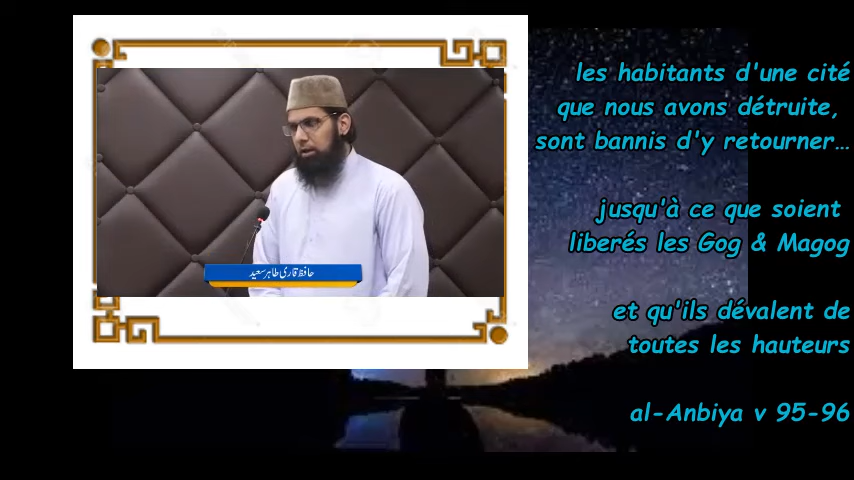 حافظ قاری طاہر سعید
les habitants d'une cité
que nous avons détruite,
sont bannis d'y retourner...
jusqu'à ce que soient
liberés les Gog & Magog
et qu'ils dévalent de
toutes les hauteurs
al-Anbiya v 95-96